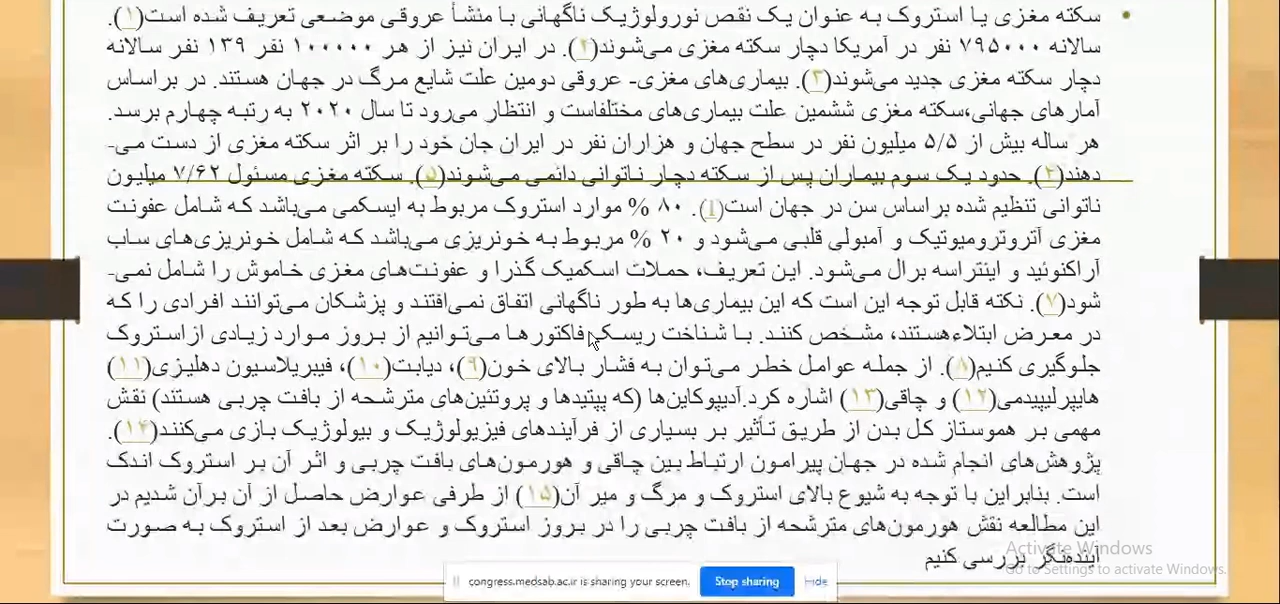 • سکته مغزی یا استروک به عنوان یک نقص نورولوژیک ناگهانی با منشأ عروقی موضعی تعریف شده است(۱).
سالانه ۷۹۵۰۰۰ نفر در آمریکا دچار سکته مغزی می‌شوند(۲). در ایران نیز از هر ۱۰۰۰۰۰ نفر ۱۳۹ نفر سالانه
دچار سکته مغزی جدید می‌شوند(۳). بیماری‌های مغزی- عروقی دومین علت شایع مرگ در جهان هستند. در براساس
آمارهای جهانی،سکته مغزی ششمین علت بیماری‌های مختلفاست و انتظار می‌رود تا سال ۲۰۲۰ به رتبه چهارم برسد.
هر ساله بیش از ۵/۵ میلیون نفر در سطح جهان و هزاران نفر در ایران جان خود را بر اثر سکته مغزی از دست می-
دهند(۴). حدود یک سوم بیماران پس از سکته دچار ناتوانی دائمی می‌شوند(۵). سکته مغزی مسئول ۷/۶۲ میلیون
ناتوانی تنظیم شده براساس سن در جهان است(). ۸۰ % موارد استروک مربوط به ایسکمی می‌باشد که شامل عفونت
مغزی آتروترومبوتیک و آمبولی قلبی می‌شود و ۲۰ % مربوط به خونریزی می‌باشد که شامل خونریزی‌های ساب
آراکنوئید و اینتراسه برال می‌شود. این تعریف، حملات اسکمیک گذرا و عفونت‌های مغزی خاموش را شامل نمی-
شود(۷). نکته قابل توجه این است که این بیماری‌ها به طور ناگهانی اتفاق نمی‌افتند و پزشکان می‌توانند افرادی را که
در معرض ابتلاءهستند، مشخص کنند. با شناخت ریسک فاکتورها می‌توانیم از بروز موارد زیادی ازاستروک
جلوگیری کنیم(۸). از جمله عوامل خطر می‌توان به فشار بالای خون(۹)، دیابت(۱۰)، فیبریلاسیون دهلیزی(۱۱)
هایپرلیپیدمی(۱۲) و چاقی(۱۳) اشاره کرد.آدیپوکاین‌ها (که پپتیدها و پروتئین‌های مترشحه از بافت چربی هستند) نقش
مهمی بر هموستاز کل بدن از طریق تأثیر بر بسیاری از فرآیندهای فیزیولوژیک و بیولوژیک بازی می‌کنند(۱۴).
پژوهش‌های انجام شده در جهان پیرامون ارتباط بین چاقی و هورمون‌های بافت چربی و اثر آن بر استروک اندک
است. بنابراین با توجه به شیوع بالای استروک و مرگ و میر آن(۱۵) از طرفی عوارض حاصل از آن برآن شدیم در
این مطالعه نقش هورمون‌های مترشحه از بافت چربی را در بروز استروک و عوارض بعد از استروک به صورت
آینده‌نگر بررسی کنیم
Activate Windows
Go to Settings to activate Windows.
congress.medsab.ac.ir is sharing your screen. Stop sharing Hide